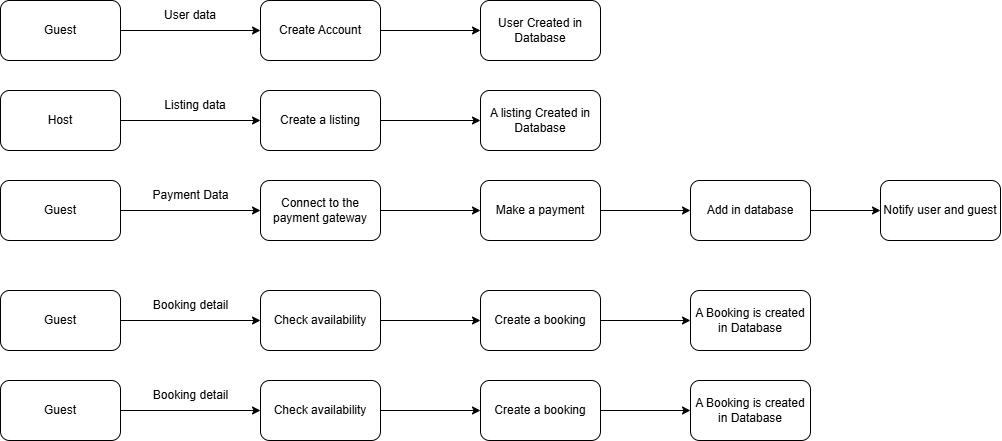 Guest
User data
Create Account
User Created in
Database
Host
Listing data
Create a listing
A listing Created in
Database
Guest
Payment Data
Connect to the
payment gateway
Make a payment
Add in database
Notify user and guest
Guest
Booking detail
Check availability
Create a booking
A Booking is created
in Database
Guest
Booking detail
Check availability
Create a booking
A Booking is created
in Database